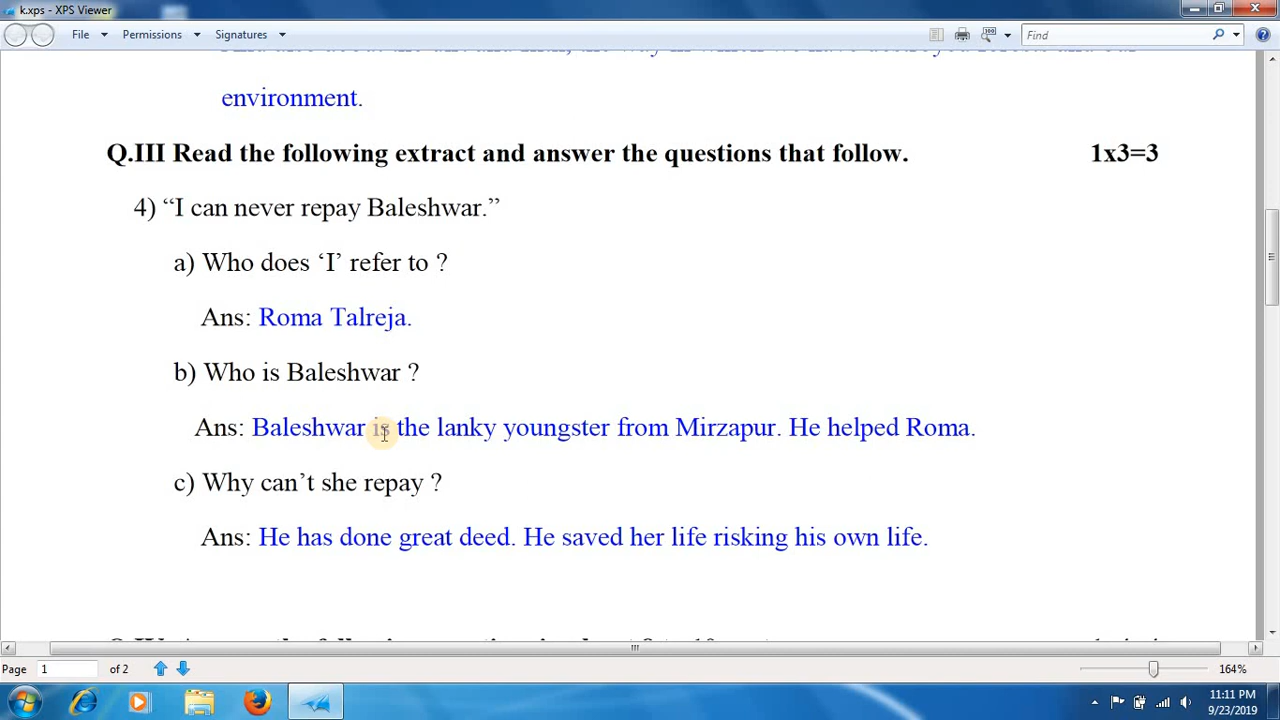 k.xps - XPS Viewer
File Permissions Signatures Find
environment.
Q.III Read the following extract and answer the questions that follow. 1x3=3
4) “I can never repay Baleshwar.”
a) Who does ‘I’ refer to ?
Ans: Roma Talreja.
b) Who is Baleshwar ?
Ans: Baleshwar is the lanky youngster from Mirzapur. He helped Roma.
c) Why can’t she repay ?
Ans: He has done great deed. He saved her life risking his own life.
Page 1 of 2 164%
11:11 PM
9/23/2019